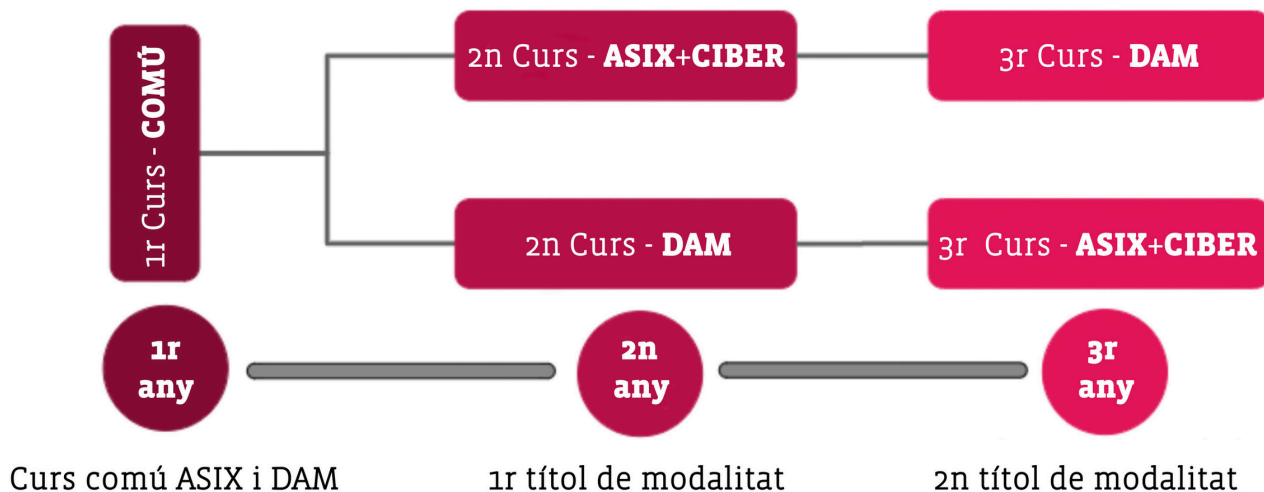 1r Curs - COMÚ
2n Curs - ASIX+CIBER
3r Curs - DAM
2n Curs - DAM
3r Curs - ASIX+CIBER
1r
any
2n
any
3r
any
Curs comú ASIX i DAM
1r títol de modalitat
2n títol de modalitat